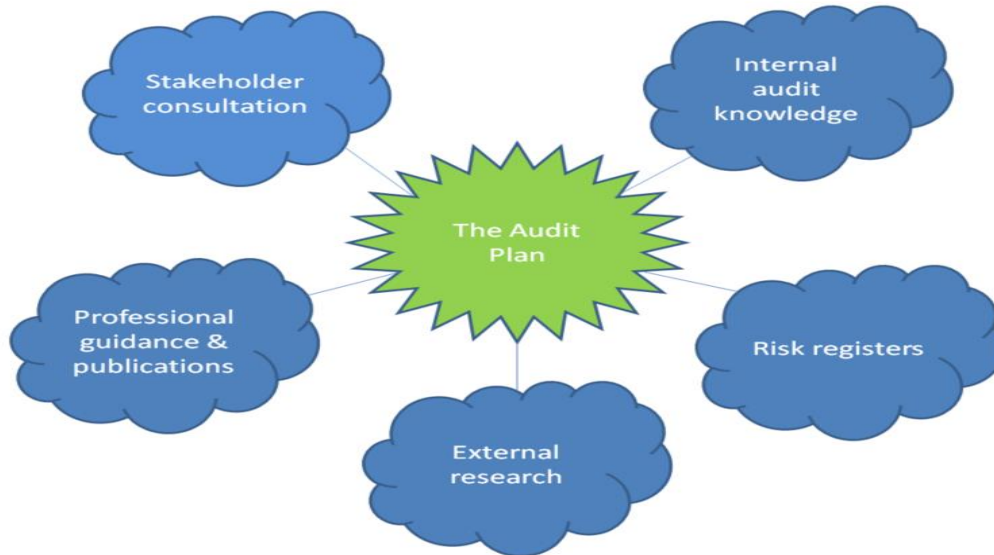 Stakeholder
consultation
Internal
audit
knowledge
The Audit
Plan
Professional
guidance &
publications
Risk registers
External
research